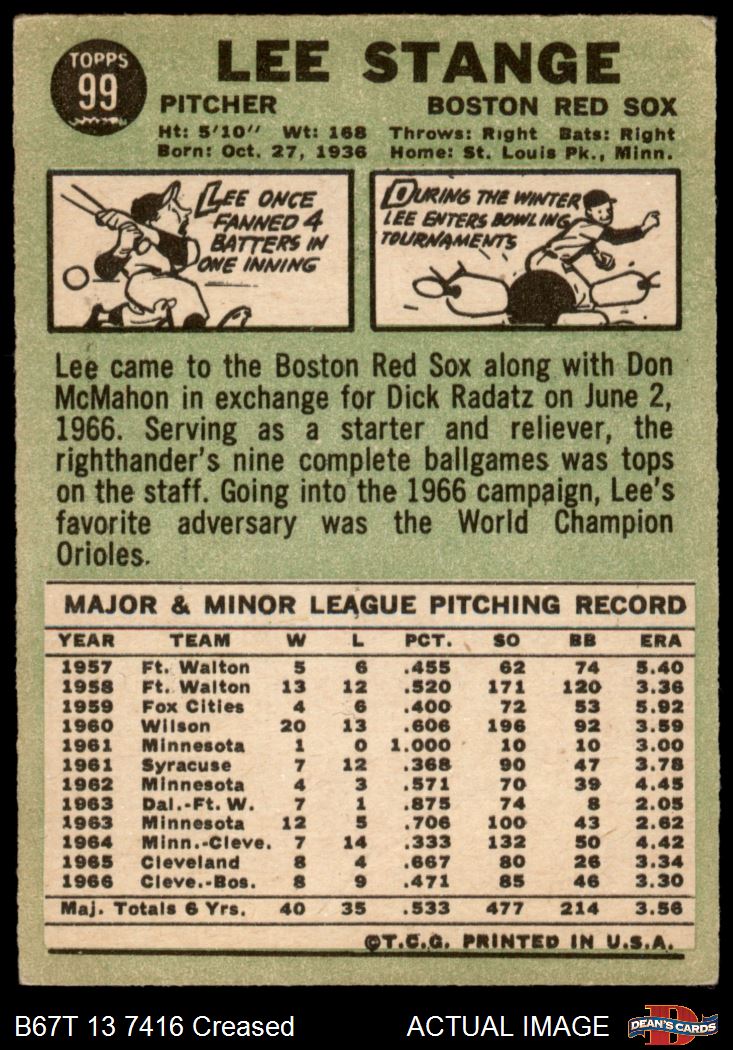 TOPPS
99
LEE STANGE
PITCHER BOSTON RED SOX
Ht: 5'10" Wt: 168 Throws: Right Bats: Right
Born: Oct. 27, 1936 Home: St. Louis Pk., Minn.
LEE ONCE
FANNED 4
BATTERS IN
ONE INNING
DURING THE WINTER
LEE ENTERS BOWLING
TOURNAMENTS
Lee came to the Boston Red Sox along with Don
McMahon in exchange for Dick Radatz on June 2,
1966. Serving as a starter and reliever, the
righthander's nine complete ballgames was tops
on the staff. Going into the 1966 campaign, Lee's
favorite adversary was the World Champion
Orioles.
MAJOR & MINOR LEAGUE PITCHING RECORD
YEAR TEAM W L PCT. SO BB ERA
1957 Ft. Walton 5 6 .455 62 74 5.40
1958 Ft. Walton 13 12 .520 171 120 3.36
1959 Fox Cities 4 6 .400 72 53 5.92
1960 Wilson 20 13 .606 196 92 3.59
1961 Minnesota 1 0 1.000 10 10 3.00
1961 Syracuse 7 12 .368 90 47 3.78
1962 Minnesota 4 3 .571 70 39 4.45
1963 Dal.-Ft. W. 7 1 .875 74 8 2.05
1963 Minnesota 12 5 .706 100 43 2.62
1964 Minn.-Cleve. 7 14 .333 132 50 4.42
1965 Cleveland 8 4 .667 80 26 3.34
1966 Cleve.-Bos. 8 9 .471 85 46 3.30
Maj. Totals 6 Yrs. 40 35 .533 477 214 3.56
©T.C.G. PRINTED IN U.S.A.
B67T 13 7416 Creased ACTUAL IMAGE DEAN'S CARDS